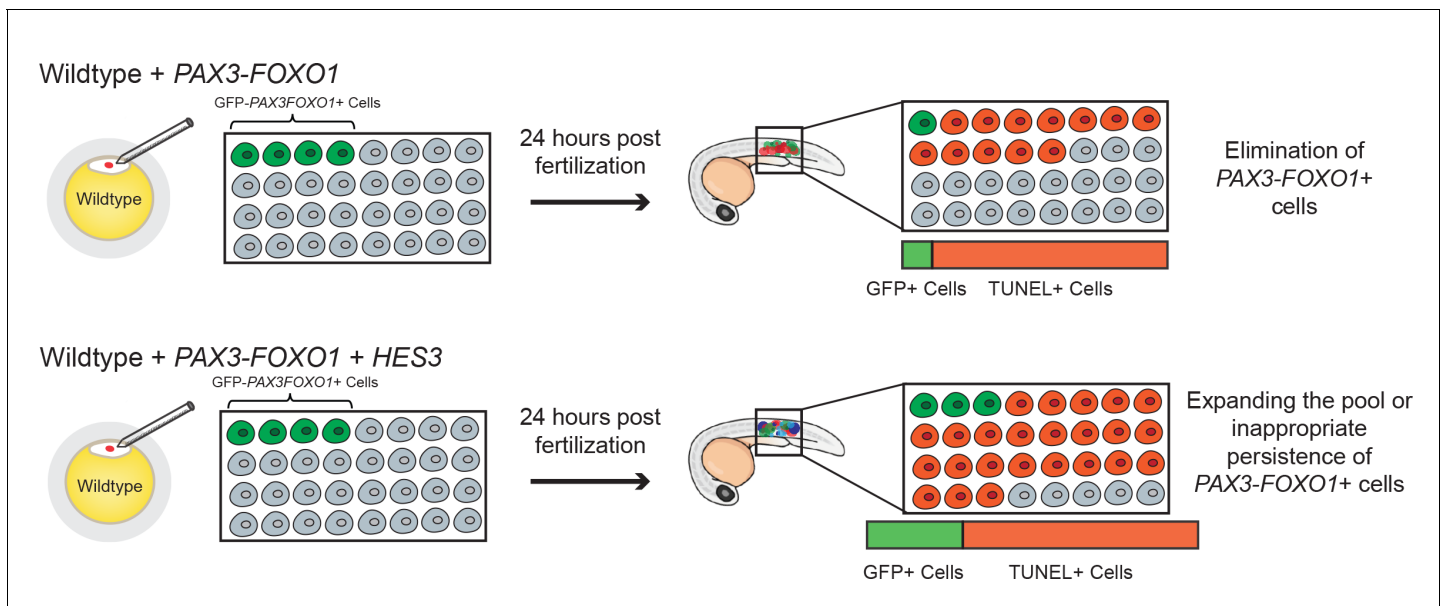 Wildtype + PAX3-FOXO1
GFP-PAX3FOXO1+ Cells
Wildtype
24 hours post
fertilization
GFP+ Cells
TUNEL+ Cells
Elimination of
PAX3-FOXO1+
cells
Wildtype + PAX3-FOXO1 + HES3
GFP-PAX3FOXO1+ Cells
Wildtype
24 hours post
fertilization
GFP+ Cells
TUNEL+ Cells
Expanding the pool or
inappropriate
persistence of
PAX3-FOXO1+ cells